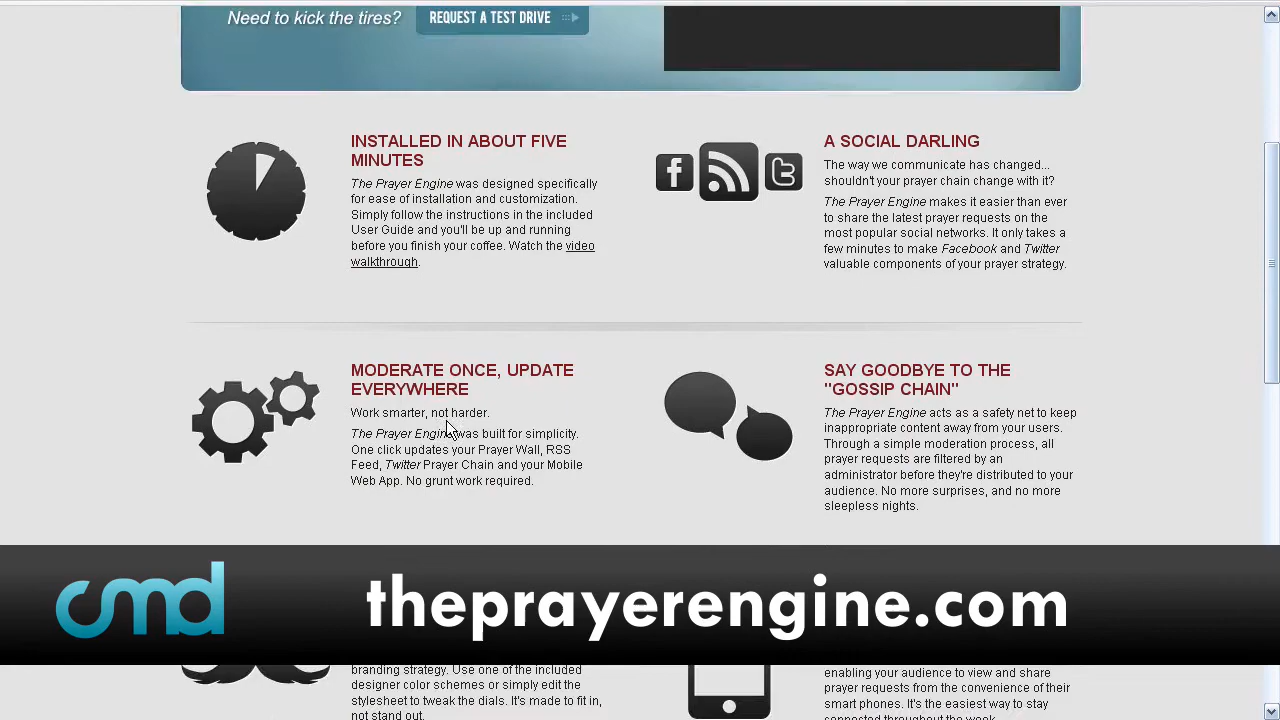 Need to kick the tires?
REQUEST A TEST DRIVE
INSTALLED IN ABOUT FIVE
MINUTES
The Prayer Engine was designed specifically
for ease of installation and customization.
Simply follow the instructions in the included
User Guide and you'll be up and running
before you finish your coffee. Watch the video
walkthrough.
A SOCIAL DARLING
The way we communicate has changed...
shouldn't your prayer chain change with it?
The Prayer Engine makes it easier than ever
to share the latest prayer requests on the
most popular social networks. It only takes a
few minutes to make Facebook and Twitter
valuable components of your prayer strategy.
MODERATE ONCE, UPDATE
EVERYWHERE
Work smarter, not harder.
The Prayer Engine was built for simplicity.
One click updates your Prayer Wall, RSS
Feed, Twitter Prayer Chain and your Mobile
Web App. No grunt work required.
SAY GOODBYE TO THE
"GOSSIP CHAIN"
The Prayer Engine acts as a safety net to keep
inappropriate content away from your users.
Through a simple moderation process, all
prayer requests are filtered by an
administrator before they're distributed to your
audience. No more surprises, and no more
sleepless nights.
cmd
theprayerengine.com
branding strategy. Use one of the included
designer color schemes or simply edit the
stylesheet to tweak the dials. It's made to fit in,
not stand out.
enabling your audience to view and share
prayer requests from the convenience of their
smart phones. It's the easiest way to stay
connected throughout the week.